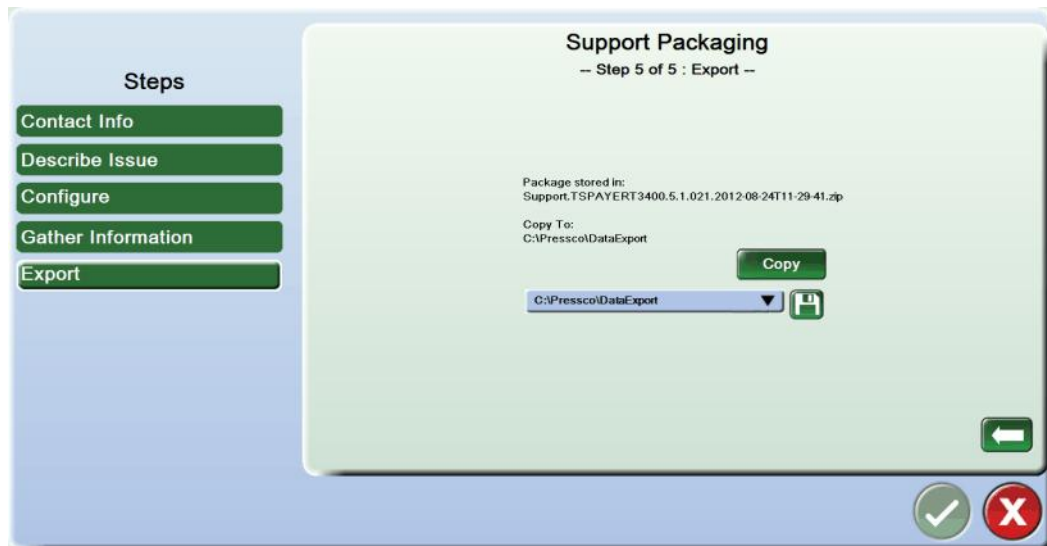 Steps
Contact Info
Describe Issue
Configure
Gather Information
Export
Support Packaging
-- Step 5 of 5 : Export --
Package stored in:
Support.TSPAYERT3400.5.1.021.2012-08-24T11-29-41.zip
Copy To:
C:\Pressco\DataExport
Copy
C:\Pressco\DataExport
X